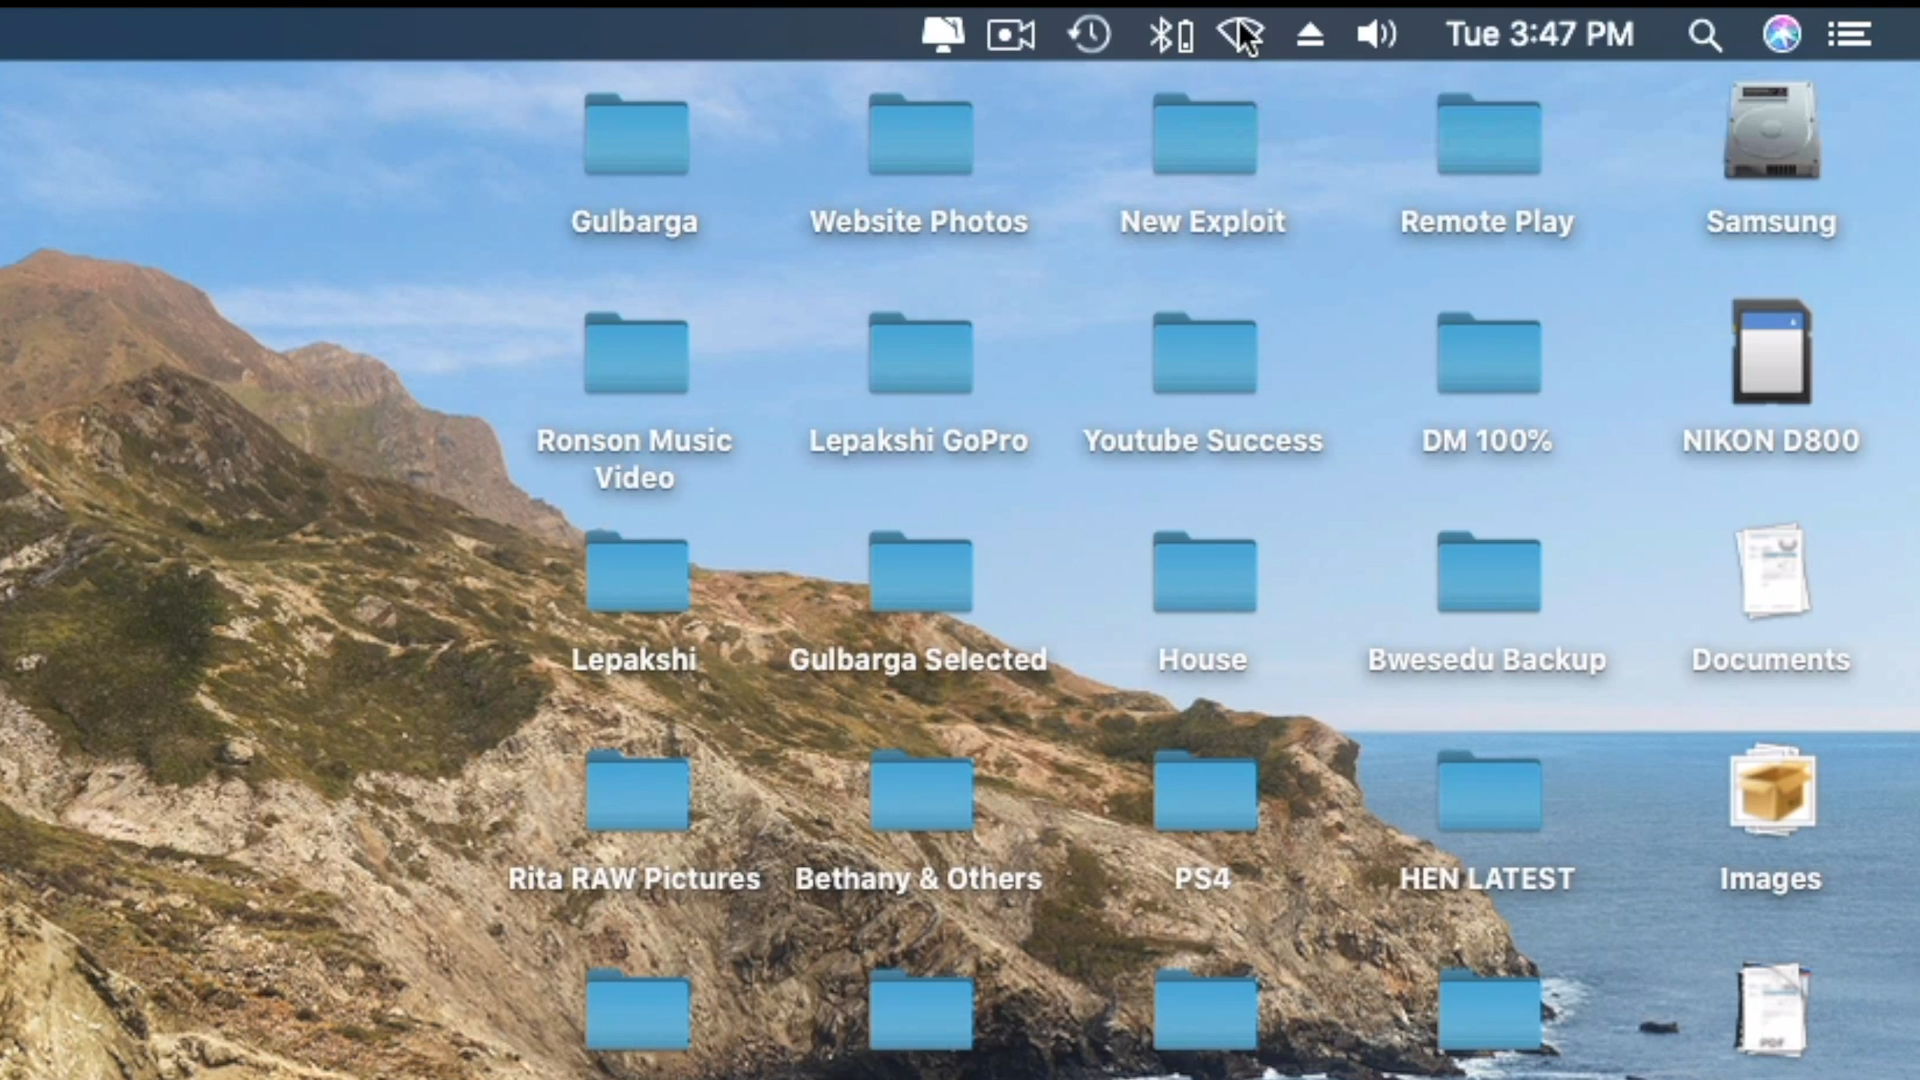 Tue 3:47 PM
Gulbarga
Website Photos
New Exploit
Remote Play
Samsung
Ronson Music
Video
Lepakshi GoPro
Youtube Success
DM 100%
NIKON D800
Lepakshi
Gulbarga Selected
House
Bwesedu Backup
Documents
Rita RAW Pictures
Bethany & Others
PS4
HEN LATEST
Images
PDF